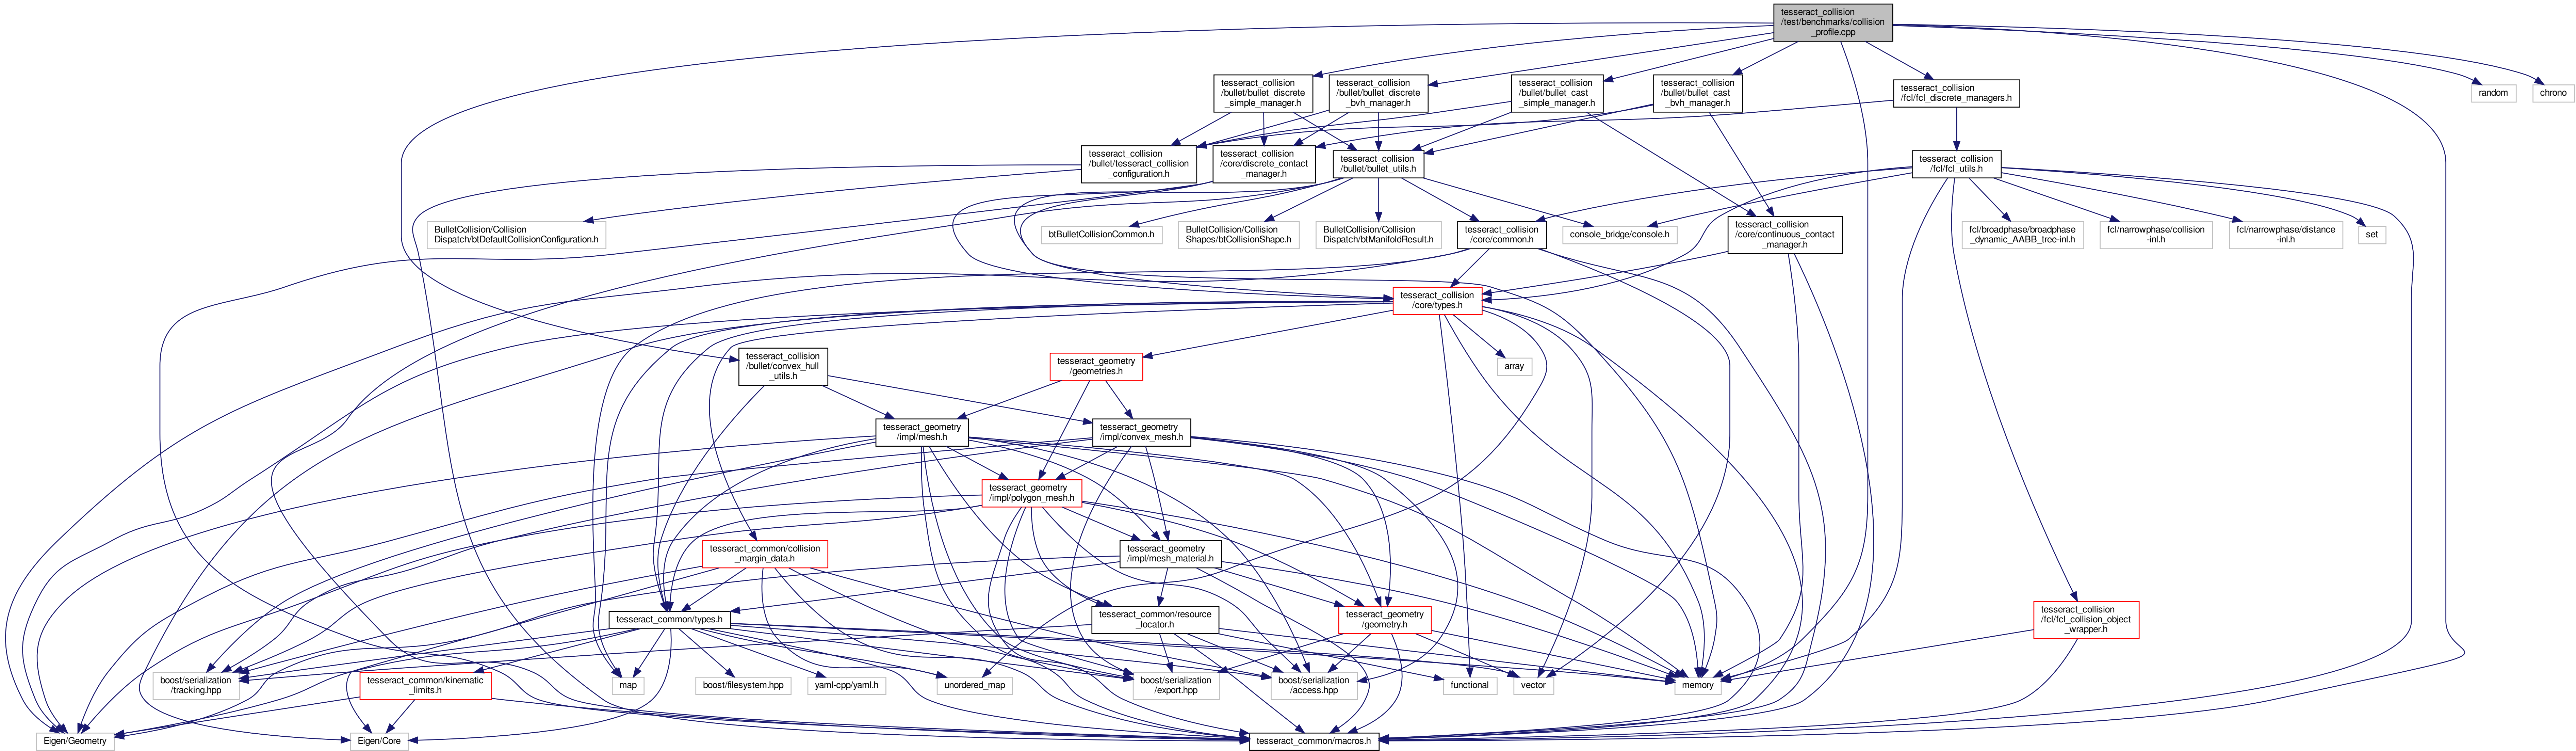 tesseract_collision
/test/benchmarks/collision
_profile.cpp
tesseract_collision
/bullet/bullet_discrete
_simple_manager.h
tesseract_collision
/bullet/bullet_discrete
_bvh_manager.h
tesseract_collision
/bullet/bullet_cast
_simple_manager.h
tesseract_collision
/bullet/bullet_cast
_bvh_manager.h
tesseract_collision
/fcl/fcl_discrete_managers.h
random
chrono
tesseract_collision
/bullet/tesseract_collision
_configuration.h
tesseract_collision
/core/discrete_contact
_manager.h
tesseract_collision
/bullet/bullet_utils.h
tesseract_collision
/fcl/fcl_utils.h
BulletCollision/Collision
Dispatch/btDefaultCollisionConfiguration.h
btBulletCollisionCommon.h
BulletCollision/Collision
Shapes/btCollisionShape.h
BulletCollision/Collision
Dispatch/btManifoldResult.h
tesseract_collision
/core/common.h
console_bridge/console.h
tesseract_collision
/core/continuous_contact
_manager.h
fcl/broadphase/broadphase
_dynamic_AABB_tree-inl.h
fcl/narrowphase/collision
-inl.h
fcl/narrowphase/distance
-inl.h
set
tesseract_collision
/core/types.h
tesseract_collision
/bullet/convex_hull
_utils.h
tesseract_geometry
/geometries.h
array
tesseract_geometry
/impl/mesh.h
tesseract_geometry
/impl/convex_mesh.h
tesseract_geometry
/impl/polygon_mesh.h
tesseract_common/collision
_margin_data.h
tesseract_geometry
/impl/mesh_material.h
tesseract_common/types.h
tesseract_common/resource
_locator.h
tesseract_geometry
/geometry.h
tesseract_collision
/fcl/fcl_collision_object
_wrapper.h
boost/serialization
/tracking.hpp
tesseract_common/kinematic
_limits.h
map
boost/filesystem.hpp
yaml-cpp/yaml.h
unordered_map
boost/serialization
/export.hpp
boost/serialization
/access.hpp
functional
vector
memory
Eigen/Geometry
Eigen/Core
tesseract_common/macros.h